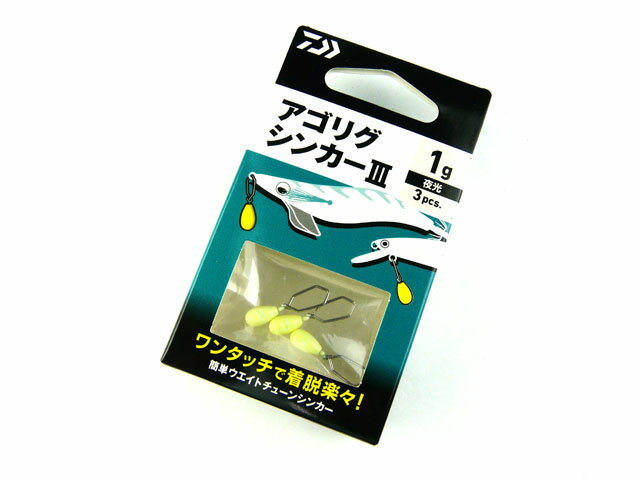 アゴリグ
シンカーIII
1g
夜光
3pcs.
ワンタッチで着脱楽々!
簡単ウエイトチューンシンカー